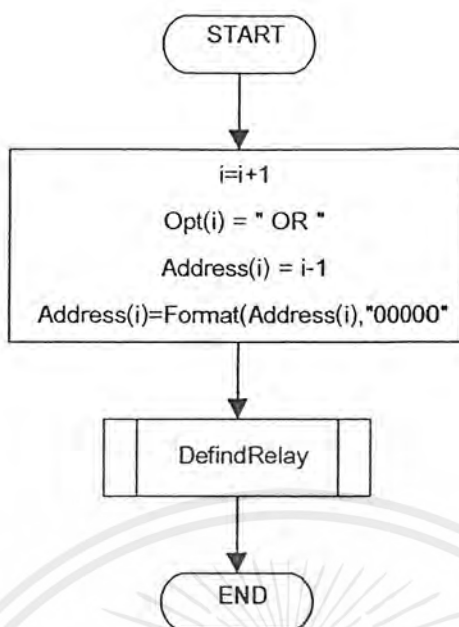 START
i=i+1
Opt(i) = " OR "
Address(i) = i-1
Address(i)=Format(Address(i),"00000"
DefindRelay
END